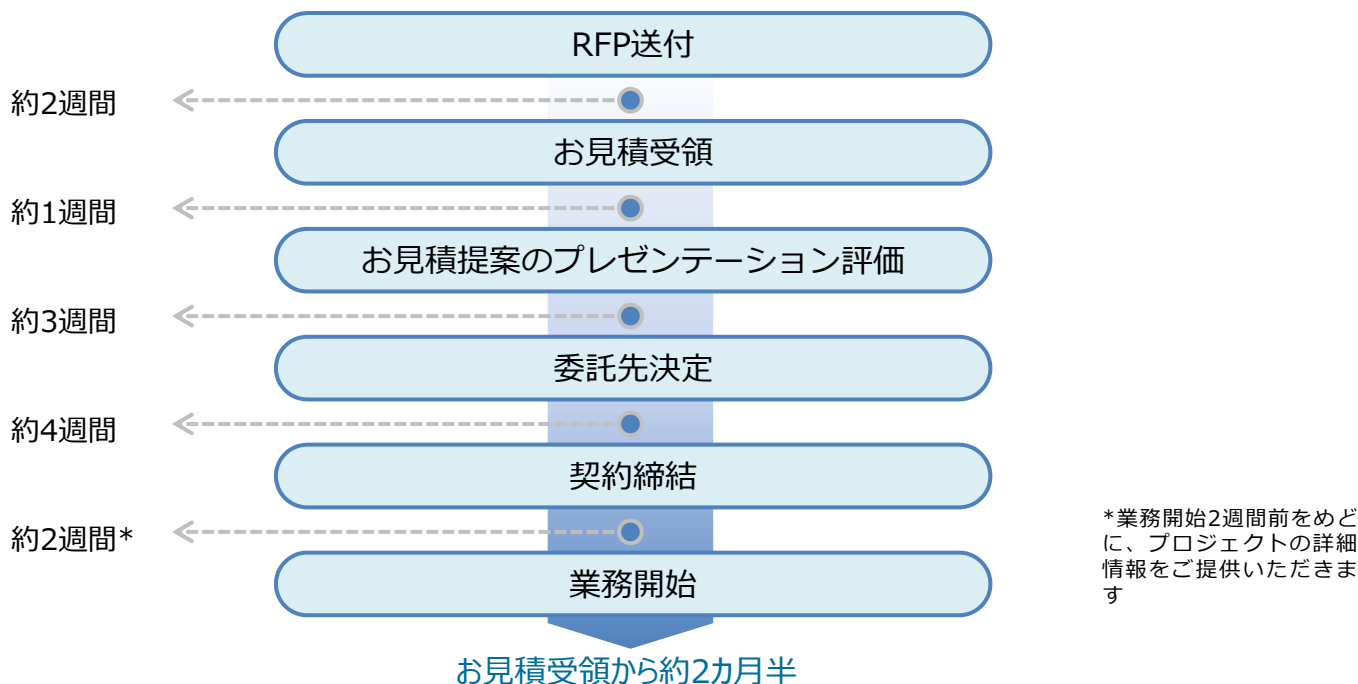 RFP送付
約2週間
お見積受領
約1週間
お見積提案のプレゼンテーション評価
約3週間
委託先決定
約4週間
契約締結
約2週間*
*業務開始2週間前をめど
に、プロジェクトの詳細
情報をご提供いただきま
す
業務開始
お見積受領から約2カ月半